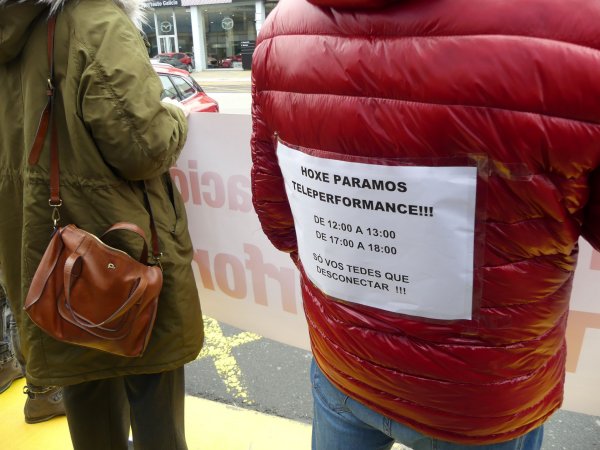 HOXE PARAMOS
TELEPERFORMANCE!!!
DE 12:00 A 13:00
DE 17:00 A 18:00
SÓ VOS TEDES QUE
DESCONECTAR !!!